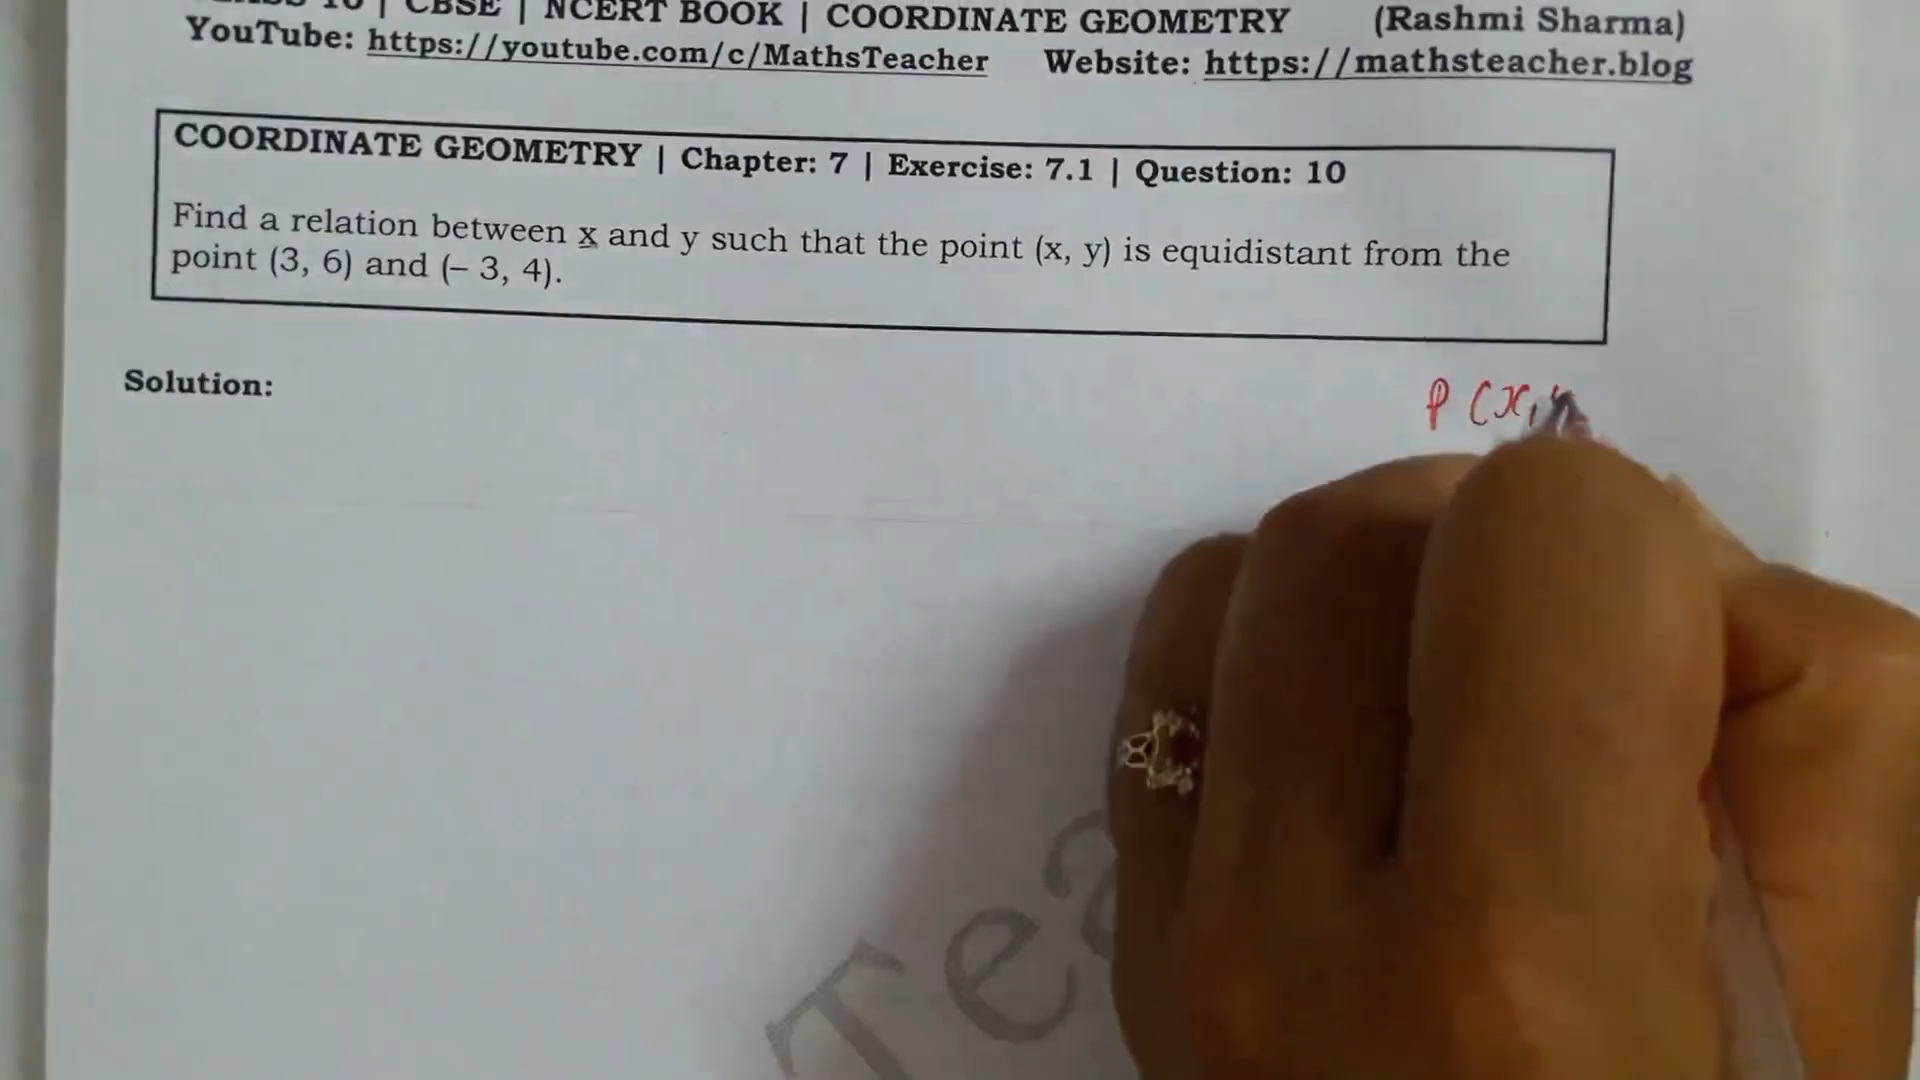 10 | CBSE | NCERT BOOK | COORDINATE GEOMETRY (Rashmi Sharma)
YouTube: https://youtube.com/c/MathsTeacher Website: https://mathsteacher.blog
COORDINATE GEOMETRY | Chapter: 7 | Exercise: 7.1 | Question: 10
Find a relation between x and y such that the point (x, y) is equidistant from the
point (3, 6) and (– 3, 4).
Solution:
P (x,
Tea